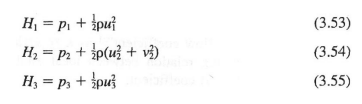 H₁ = p₁ + ½ρu₁² (3.53)
H₂ = p₂ + ½ρ(u₂² + v₂²) (3.54)
H₃ = p₃ + ½ρu₃² (3.55)